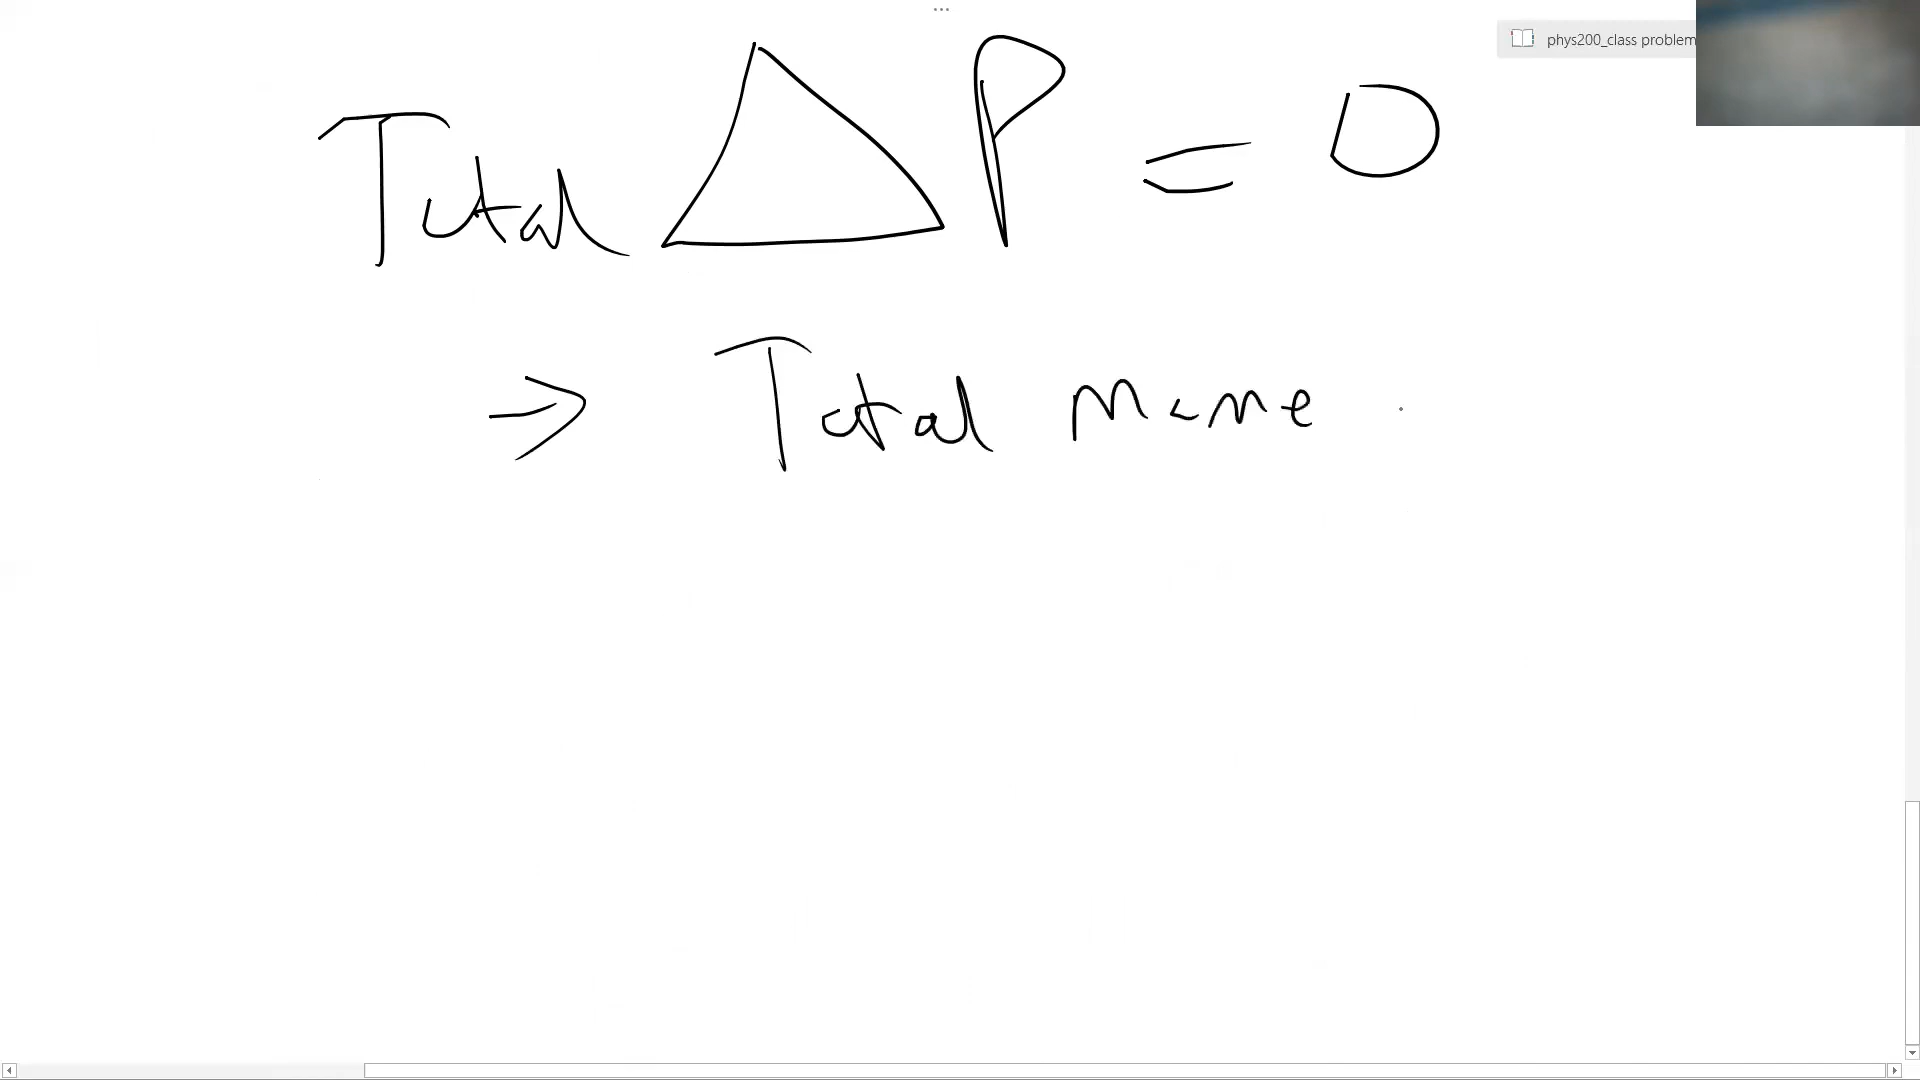 phys200_class problem
Total ΔP = 0
⇒ Total mome